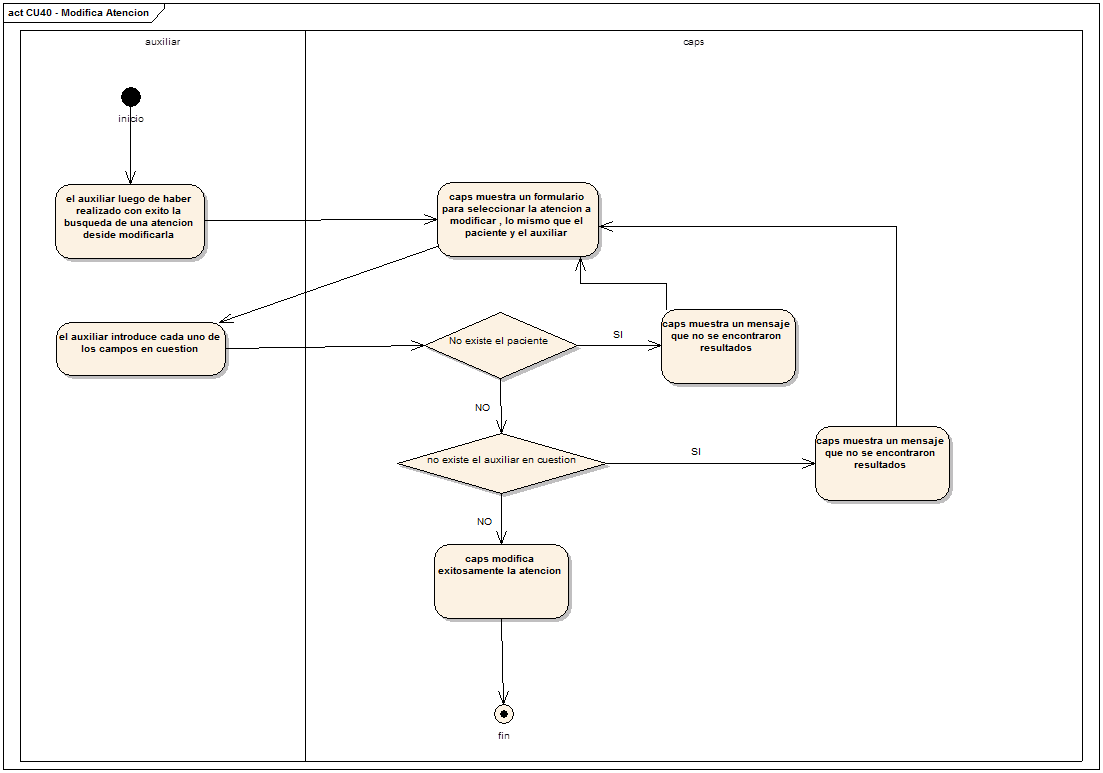 act CU40 - Modifica Atencion
auxiliar
caps
inicio
el auxiliar luego de haber
realizado con exito la
busqueda de una atencion
deside modificarla
caps muestra un formulario
para seleccionar la atencion a
modificar , lo mismo que el
paciente y el auxiliar
el auxiliar introduce cada uno de
los campos en cuestion
No existe el paciente
SI
caps muestra un mensaje
que no se encontraron
resultados
NO
no existe el auxiliar en cuestion
SI
caps muestra un mensaje
que no se encontraron
resultados
NO
caps modifica
exitosamente la atencion
fin